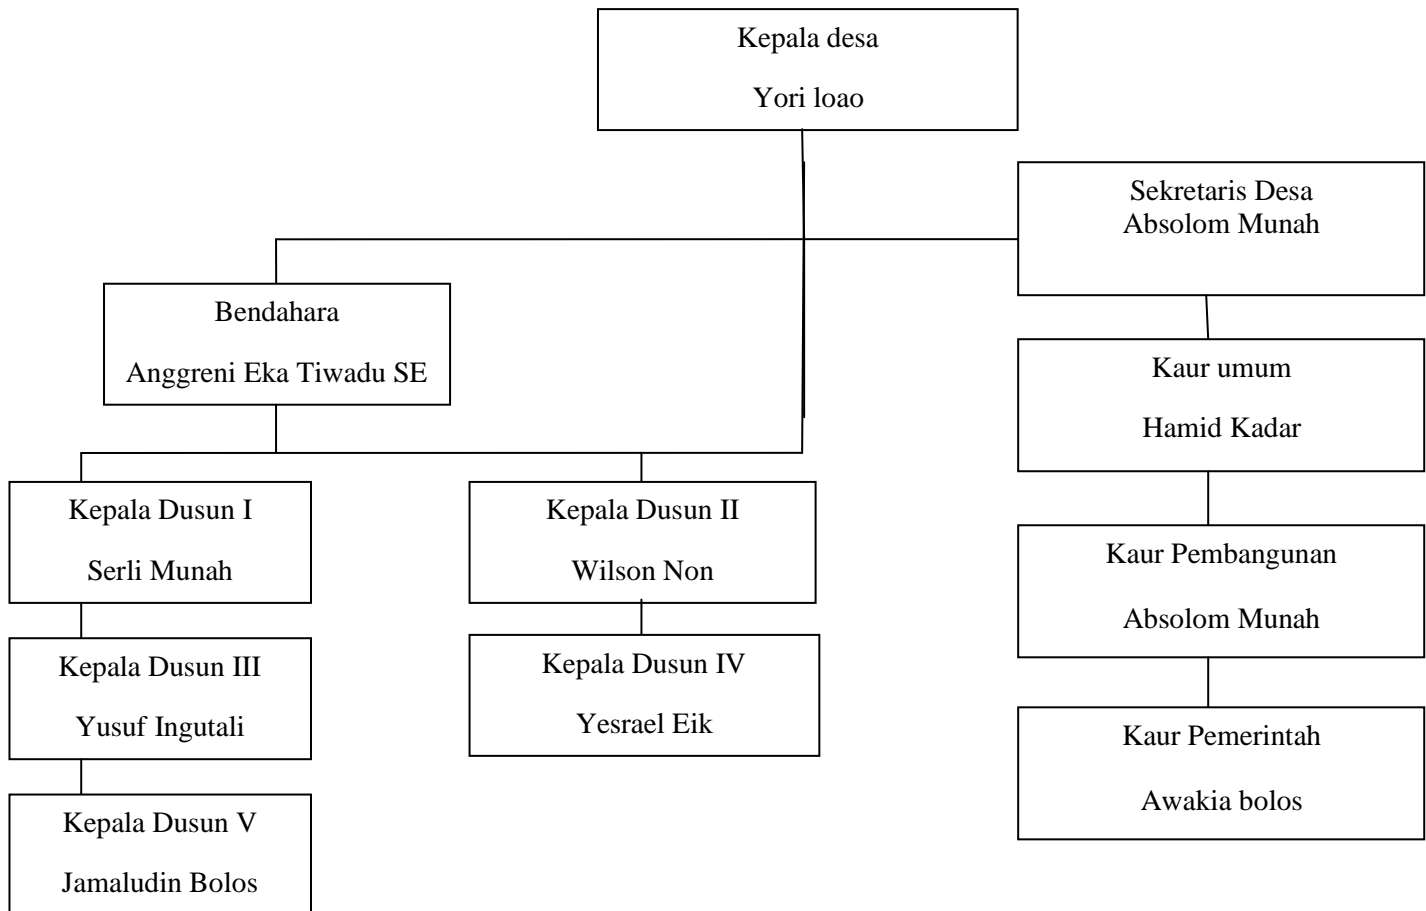 Kepala desa
Yori loao
Sekretaris Desa
Absolom Munah
Bendahara
Anggreni Eka Tiwadu SE
Kaur umum
Hamid Kadar
Kepala Dusun I
Serli Munah
Kepala Dusun II
Wilson Non
Kaur Pembangunan
Absolom Munah
Kepala Dusun III
Yusuf Ingutali
Kepala Dusun IV
Yesrael Eik
Kaur Pemerintah
Awakia bolos
Kepala Dusun V
Jamaludin Bolos